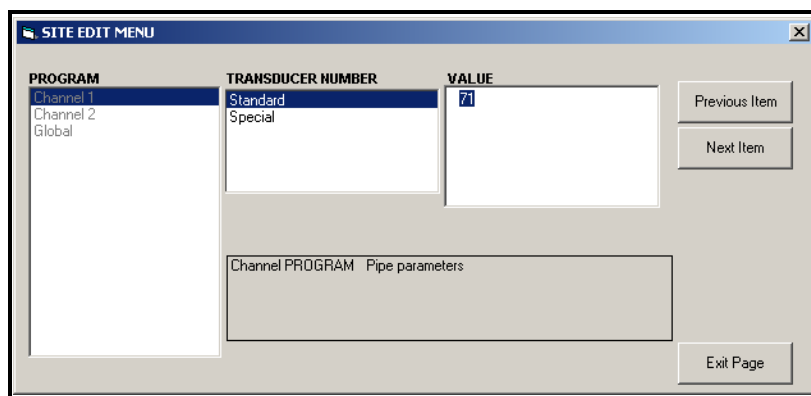 SITE EDIT MENU
PROGRAM
Channel 1
Channel 2
Global
TRANSDUCER NUMBER
Standard
Special
VALUE
71
Previous Item
Next Item
Channel PROGRAM Pipe parameters
Exit Page